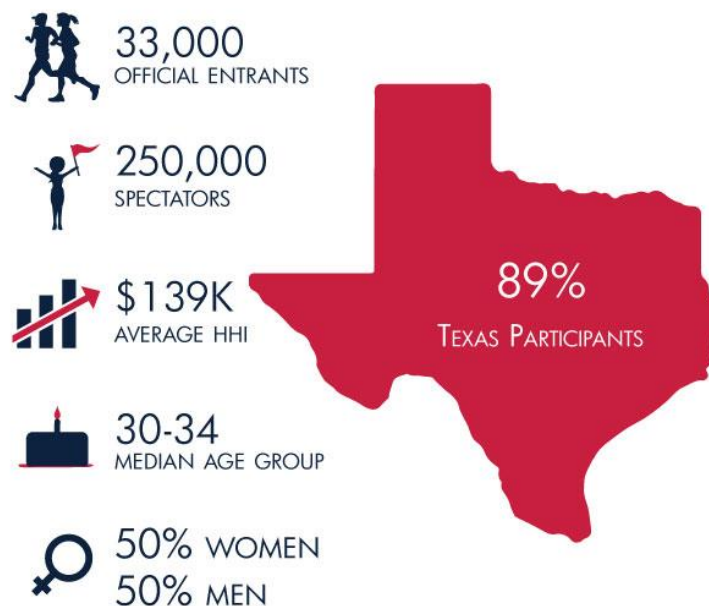 33,000
OFFICIAL ENTRANTS
250,000
SPECTATORS
$139K
AVERAGE HHI
30-34
MEDIAN AGE GROUP
50% WOMEN
50% MEN
89%
TEXAS PARTICIPANTS